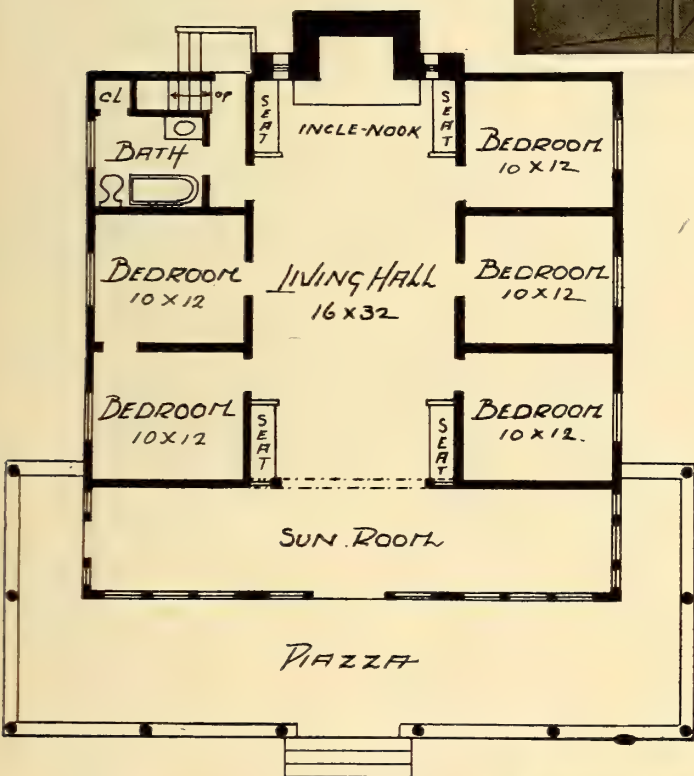 cl
UP
SEAT
INGLE-NOOK
SEAT
BATH
BEDROOM
10 X 12
BEDROOM
10 X 12
LIVING HALL
16 X 32
BEDROOM
10 X 12
BEDROOM
10 X 12
SEAT
SEAT
BEDROOM
10 X 12.
SUN ROOM
PIAZZA